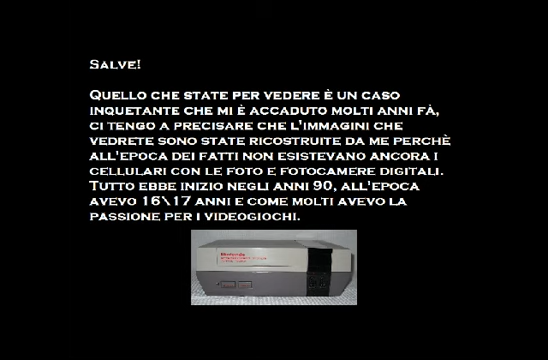 Salve!
Quello che state per vedere è un caso
inquetante che mi è accaduto molti anni fà,
ci tengo a precisare che l'immagini che
vedrete sono state ricostruite da me perchè
all'epoca dei fatti non esistevano ancora i
cellulari con le foto e fotocamere digitali.
Tutto ebbe inizio negli anni 90, all'epoca
avevo 16\17 anni e come molti avevo la
passione per i videogiochi.
Nintendo